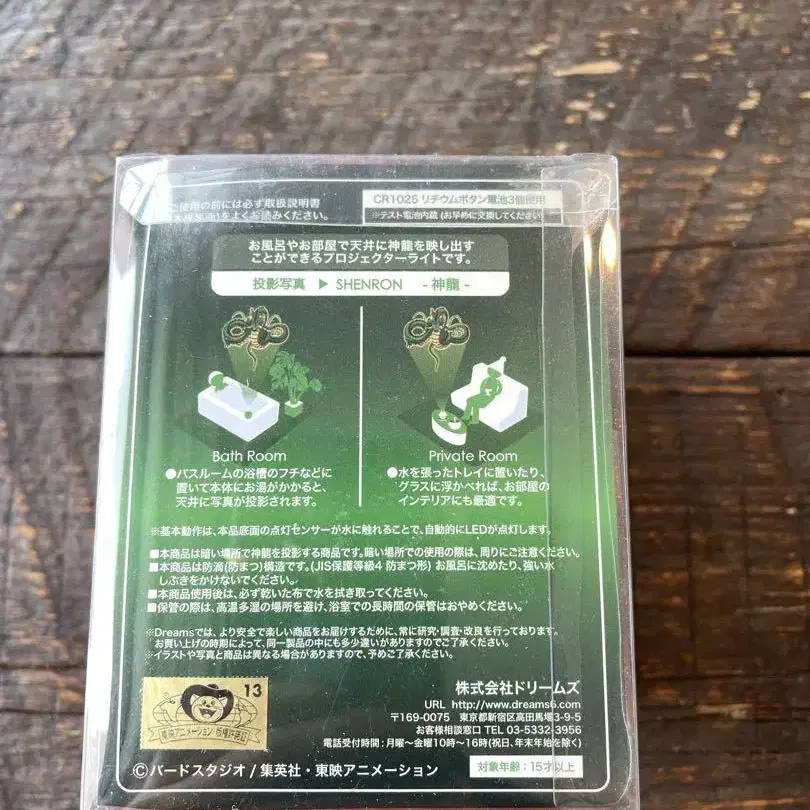 使用の前には必ず取扱説明書
をよくお読みください。
CR1025 リチウムボタン電池3個使用
※テスト電池内蔵 (お早めに交換してください)
お風呂やお部屋で天井に神龍を映し出す
ことができるプロジェクターライトです。
投影写真 ▶ SHENRON - 神龍 -
Bath Room
●バスルームの浴槽のフチなどに
置いて本体にお湯がかかると、
天井に写真が投影されます。
Private Room
●水を張ったトレイに置いたり、
グラスに浮かべれば、お部屋の
インテリアにも最適です。
※基本動作は、本品底面の点灯センサーが水に触れることで、自動的にLEDが点灯します。
■本商品は暗い場所で神龍を投影する商品です。暗い場所での使用の際は、周りにご注意ください。
■本商品は防滴(防まつ)構造です。(JIS保護等級4 防まつ形) お風呂に沈めたり、強い水
しぶきをかけないでください。
■本商品使用後は、必ず乾いた布で水を拭き取ってください。
■保管の際は、高温多湿の場所を避け、浴室での長時間の保管はおやめください。
※Dreamsでは、より安全で楽しい商品をお届けするために、常に研究・調査・改良を行っております。
お買い上げの時期によって、同一製品の中にも多少違いがありますのでご了承ください。
※イラストや写真と商品は異なる場合がありますので、予めご了承ください。
13
東映アニメーション 版権許諾証
株式会社ドリームズ
URL http://www.dreams6.com
〒169-0075 東京都新宿区高田馬場3-9-5
お客様相談窓口 TEL 03-5332-3956
電話受付時間：月曜～金曜10時～16時(祝日、年末年始を除く)
©バードスタジオ / 集英社・東映アニメーション
対象年齢：15才以上